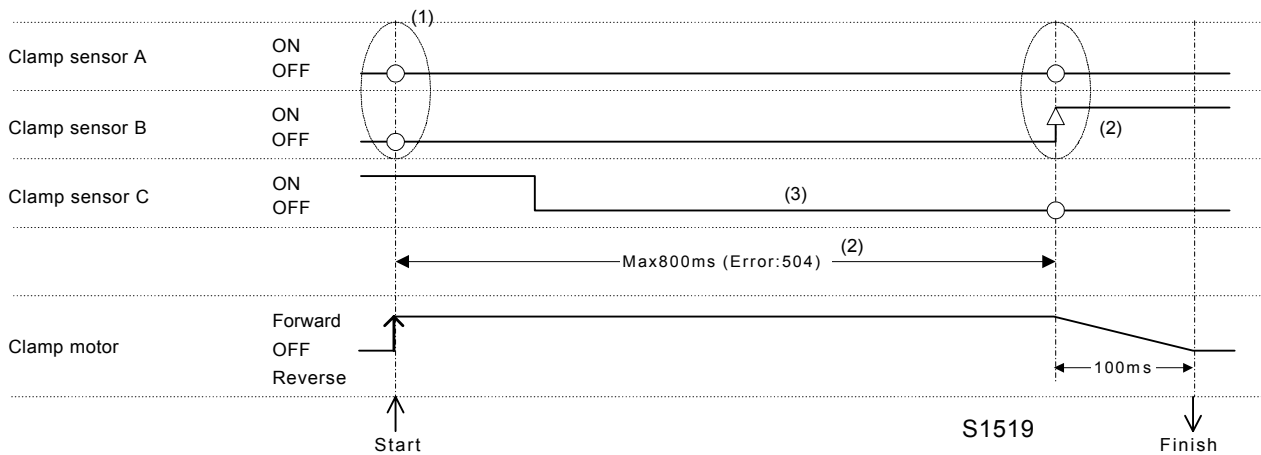 (1)
Clamp sensor A
ON
OFF
Clamp sensor B
ON
OFF
(2)
Clamp sensor C
ON
OFF
(3)
(2)
Max800ms (Error:504)
Clamp motor
Forward
OFF
Reverse
100ms
Start
S1519
Finish